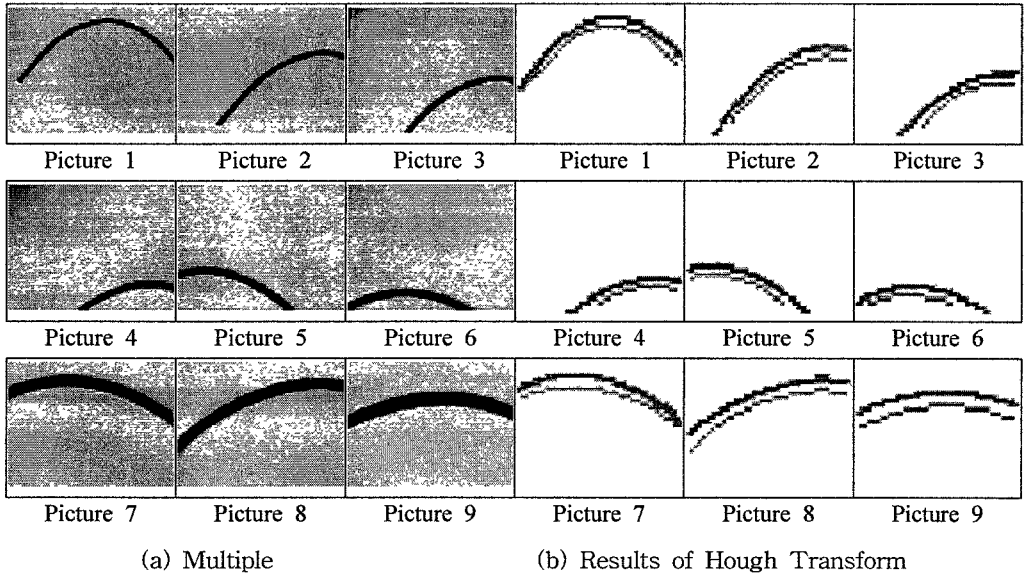 Picture 1 Picture 2 Picture 3 Picture 1 Picture 2 Picture 3
Picture 4 Picture 5 Picture 6 Picture 4 Picture 5 Picture 6
Picture 7 Picture 8 Picture 9 Picture 7 Picture 8 Picture 9
(a) Multiple (b) Results of Hough Transform